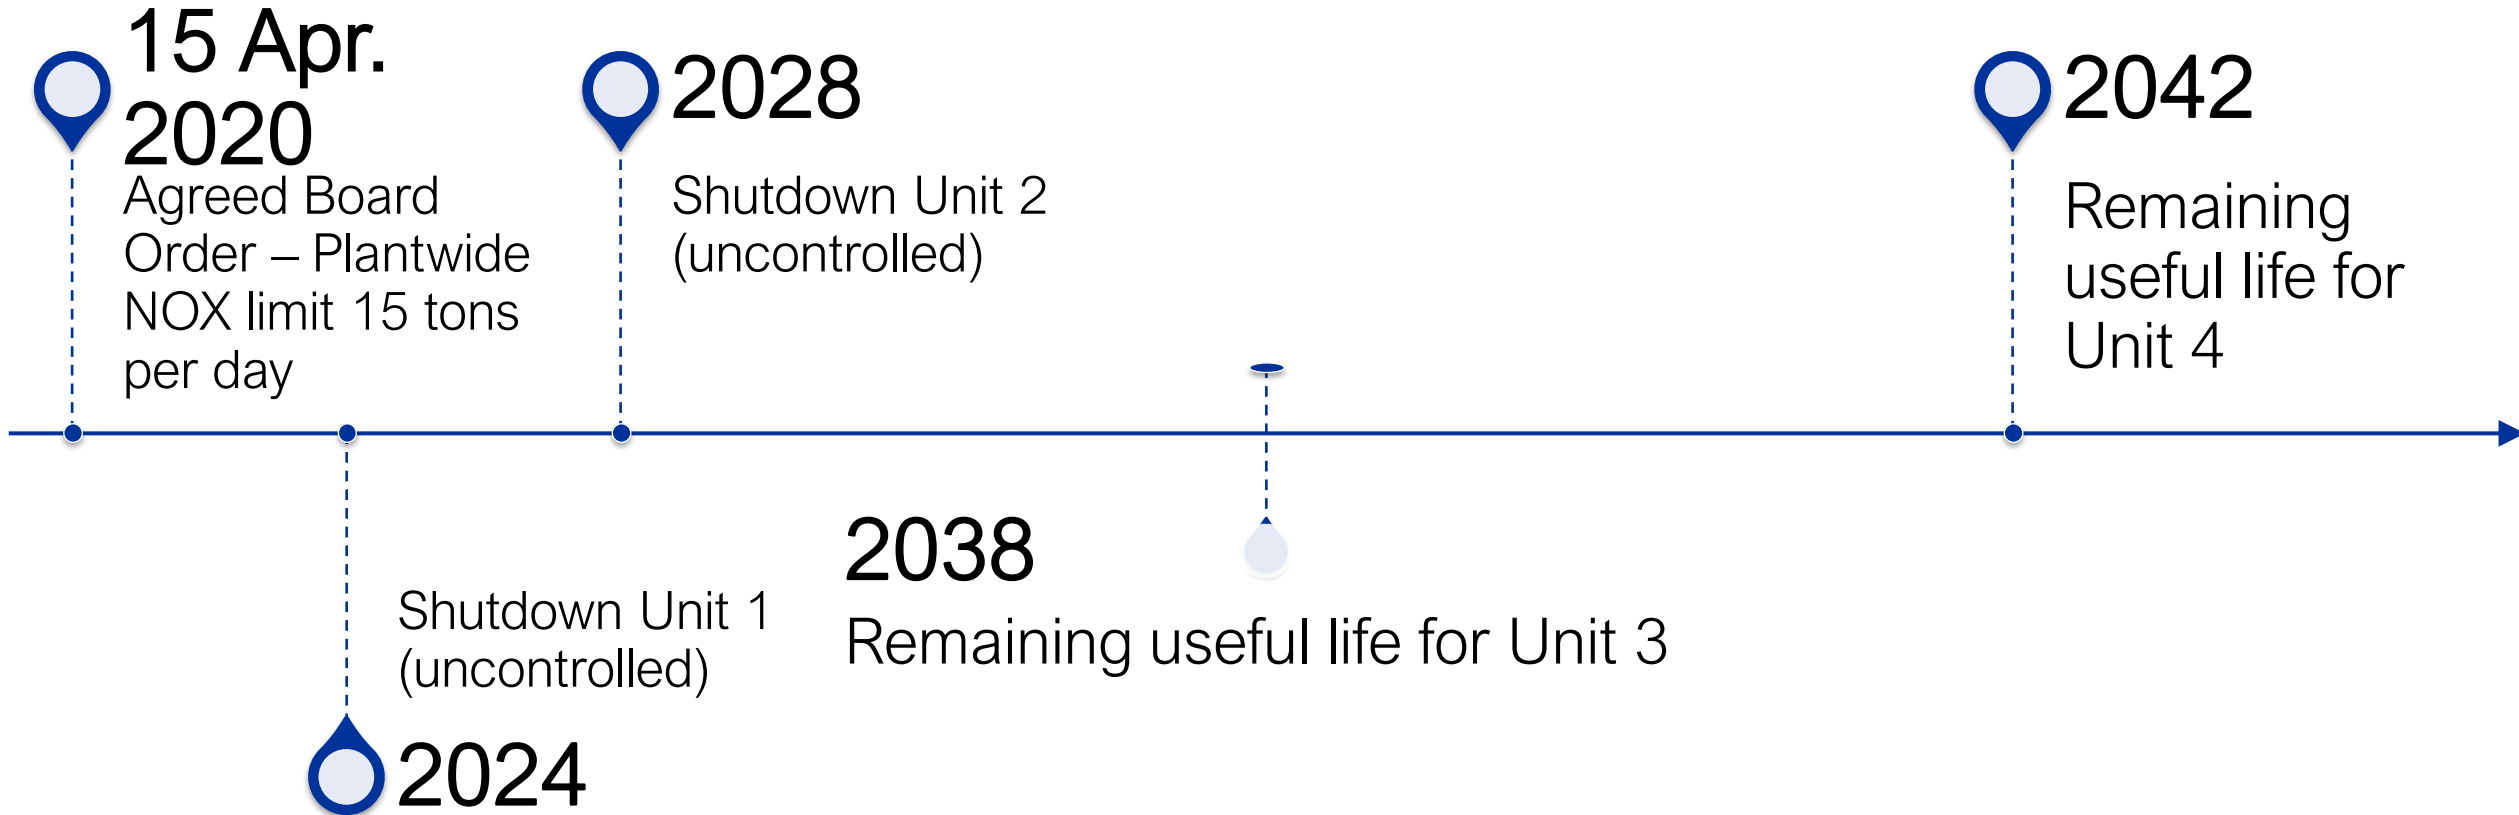 15 Apr.
2020
Agreed Board
Order – Plantwide
NOX limit 15 tons
per day
Shutdown Unit 1
(uncontrolled)
2024
2028
Shutdown Unit 2
(uncontrolled)
2038
Remaining useful life for Unit 3
2042
Remaining
useful life for
Unit 4